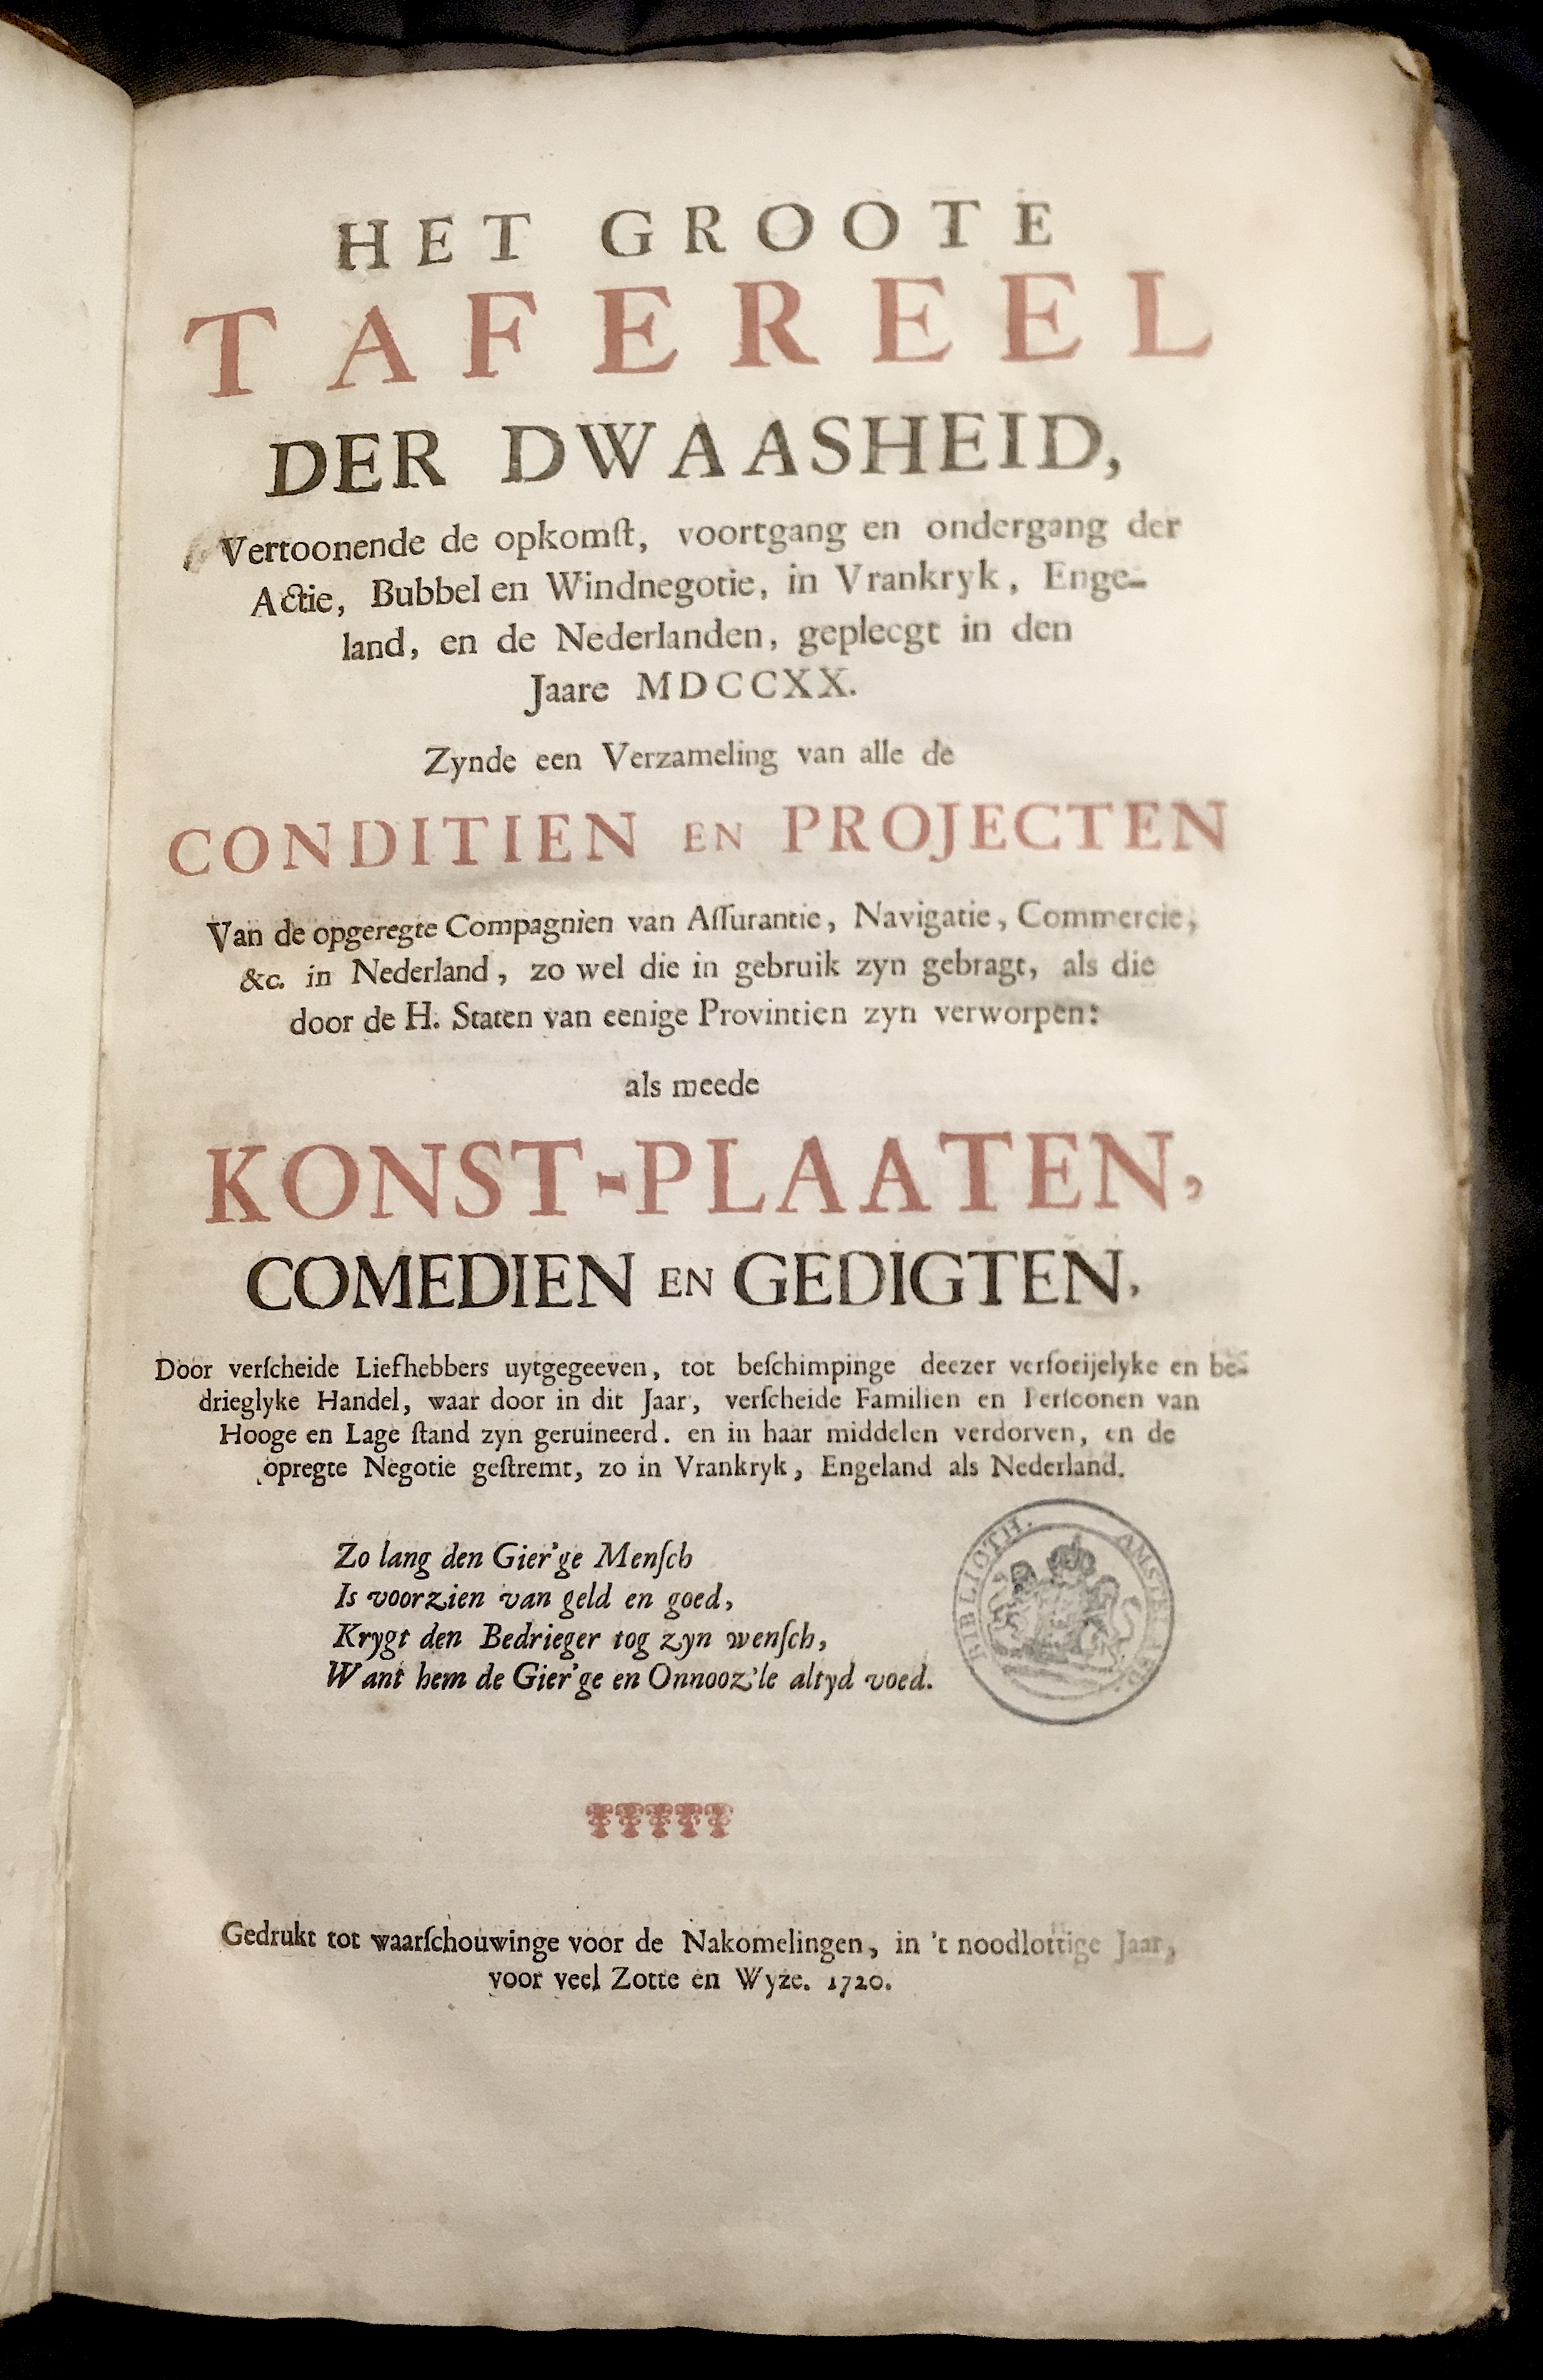 HET GROOTE
TAFEREEL
DER DWAASHEID,
Vertoonende de opkomſt, voortgang en ondergang der
Actie, Bubbel en Windnegotie, in Vrankryk, Enge-
land, en de Nederlanden, gepleegt in den
Jaare MDCCXX.
Zynde een Verzameling van alle de
CONDITIEN EN PROJECTEN
Van de opgeregte Compagnien van Aſſurantie, Navigatie, Commercie,
&c. in Nederland, zo wel die in gebruik zyn gebragt, als die
door de H. Staten van eenige Provintien zyn verworpen:
als meede
KONST-PLAATEN,
COMEDIEN EN GEDIGTEN,
Door verſcheide Liefhebbers uytgegeeven, tot beſchimpinge deezer verfoeijelyke en be-
drieglyke Handel, waar door in dit Jaar, verſcheide Familien en Perſoonen van
Hooge en Lage ſtand zyn geruineerd. en in haar middelen verdorven, en de
opregte Negotie geſtremt, zo in Vrankryk, Engeland als Nederland.
Zo lang den Gier'ge Menſch
Is voorzien van geld en goed,
Krygt den Bedrieger tog zyn wenſch,
Want hem de Gier'ge en Onnooz'le altyd voed.
BIBLIOTH. AMSTELAED.
Gedrukt tot waarſchouwinge voor de Nakomelingen, in 't noodlottige Jaar,
voor veel Zotte en Wyze. 1720.